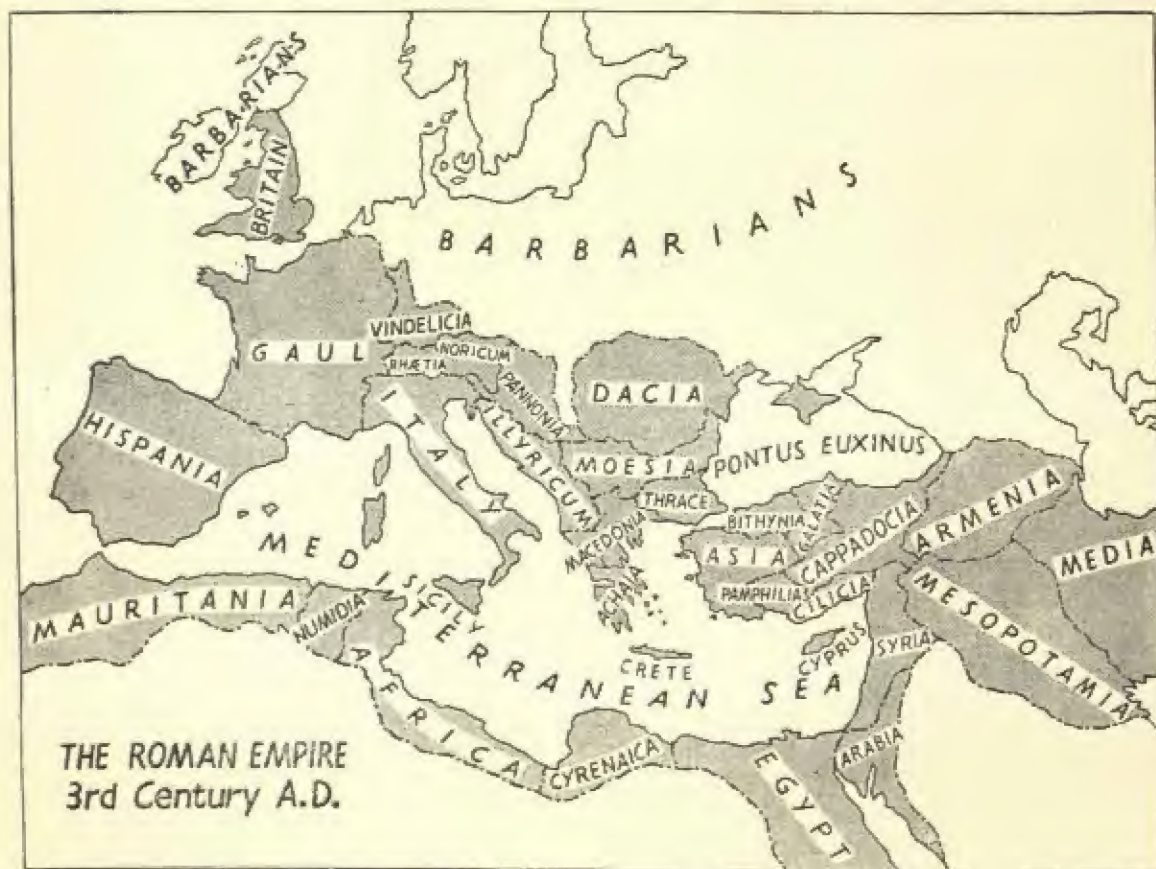 BARBARIANS
BRITAIN
BARBARIANS
VINDELICIA
GAUL
NORICUM
RHÆTIA
PANNONIA
DACIA
HISPANIA
ITALY
ILLYRICUM
MOESIA
PONTUS EUXINUS
THRACE
BITHYNIA
GALATIA
MACEDONIA
ASIA
CAPPADOCIA
ARMENIA
MEDIA
PAMPHILIAS
CILICIA
ACHAIA
MESOPOTAMIA
MAURITANIA
NUMIDIA
SICILY
MEDITERRANEAN SEA
CRETE
CYPRUS
SYRIA
AFRICA
CYRENAICA
EGYPT
ARABIA
THE ROMAN EMPIRE
3rd Century A.D.